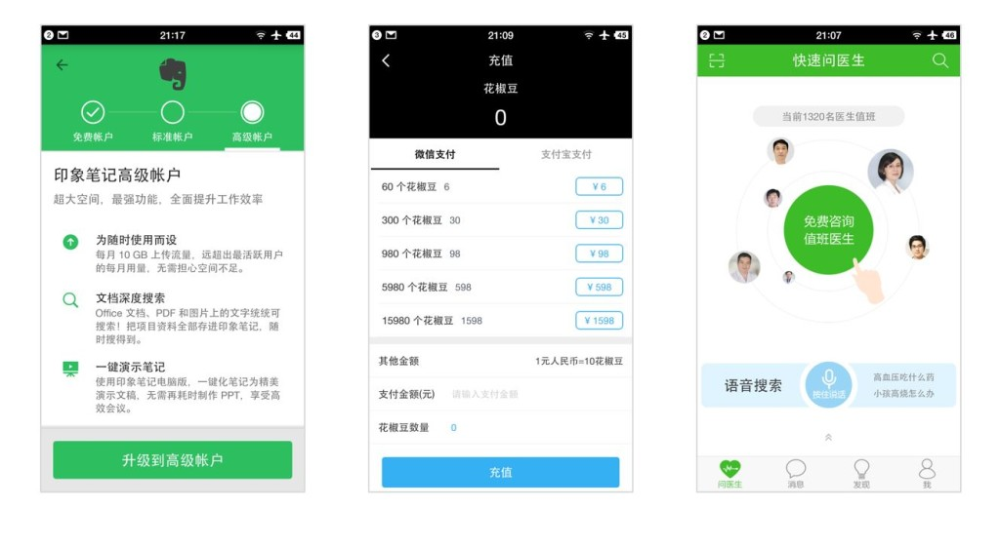 2 21:17 44
免费帐户 标准帐户 高级帐户
印象笔记高级帐户
超大空间，最强功能，全面提升工作效率
为随时使用而设
每月 10 GB 上传流量，远超出最活跃用户
的每月用量，无需担心空间不足。
文档深度搜索
Office 文档、PDF 和图片上的文字统统可
搜索！把项目资料全部存进印象笔记，随
时搜得到。
一键演示笔记
使用印象笔记电脑版，一键化笔记为精美
演示文稿，无需再耗时制作 PPT，享受高
效会议。
升级到高级帐户
3 21:09 45
充值
花椒豆
0
微信支付 支付宝支付
60 个花椒豆 6 ¥ 6
300 个花椒豆 30 ¥ 30
980 个花椒豆 98 ¥ 98
5980 个花椒豆 598 ¥ 598
15980 个花椒豆 1598 ¥ 1598
其他金额 1元人民币=10花椒豆
支付金额(元) 请输入支付金额
花椒豆数量 0
充值
2 21:07 46
快速问医生
当前1320名医生值班
免费咨询
值班医生
语音搜索 按住说话 高血压吃什么药
小孩高烧怎么办
问医生 消息 发现 我